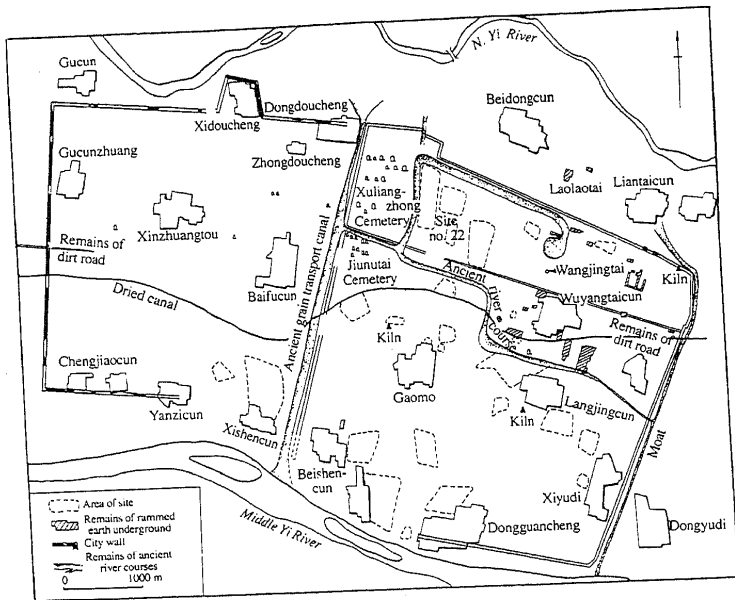 N. Yi River
Gucun
Beidongcun
Dongdoucheng
Xidoucheng
Zhongdoucheng
Gucunzhuang
Laolaotai
Liantaicun
Xuliang-
zhong
Cemetery
Site
no. 22
Xinzhuangtou
Remains of
dirt road
Jiunutai
Cemetery
Wangjingtai
Kiln
Ancient
river
course
Wuyangtaicun
Baifucun
Dried canal
Ancient grain transport canal
Remains of
dirt road
Kiln
Chengjiaocun
Yanzicun
Gaomo
Langjingcun
Kiln
Xishencun
Moat
Beishen-
cun
Xiyudi
Middle Yi River
Dongguancheng
Dongyudi
Area of site
Remains of rammed
earth underground
City wall
Remains of ancient
river courses
0 1000 m